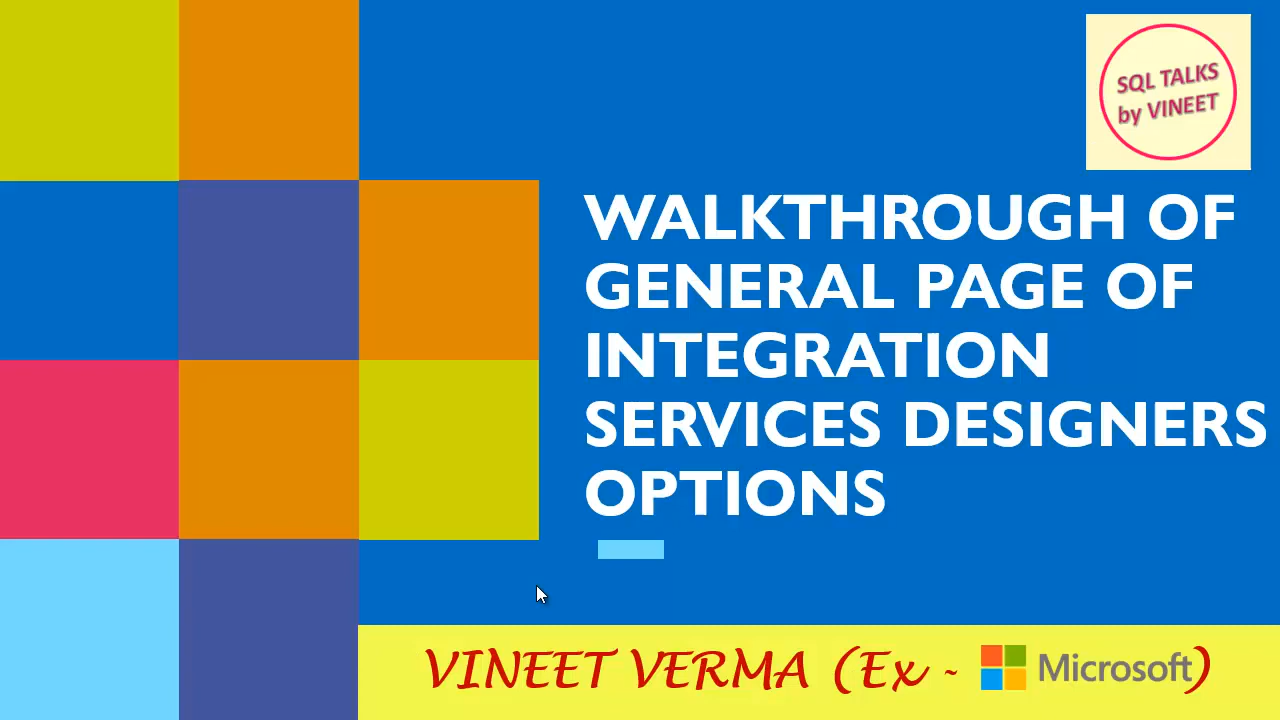 SQL TALKS
by VINEET
WALKTHROUGH OF
GENERAL PAGE OF
INTEGRATION
SERVICES DESIGNERS
OPTIONS
VINEET VERMA (Ex - Microsoft)